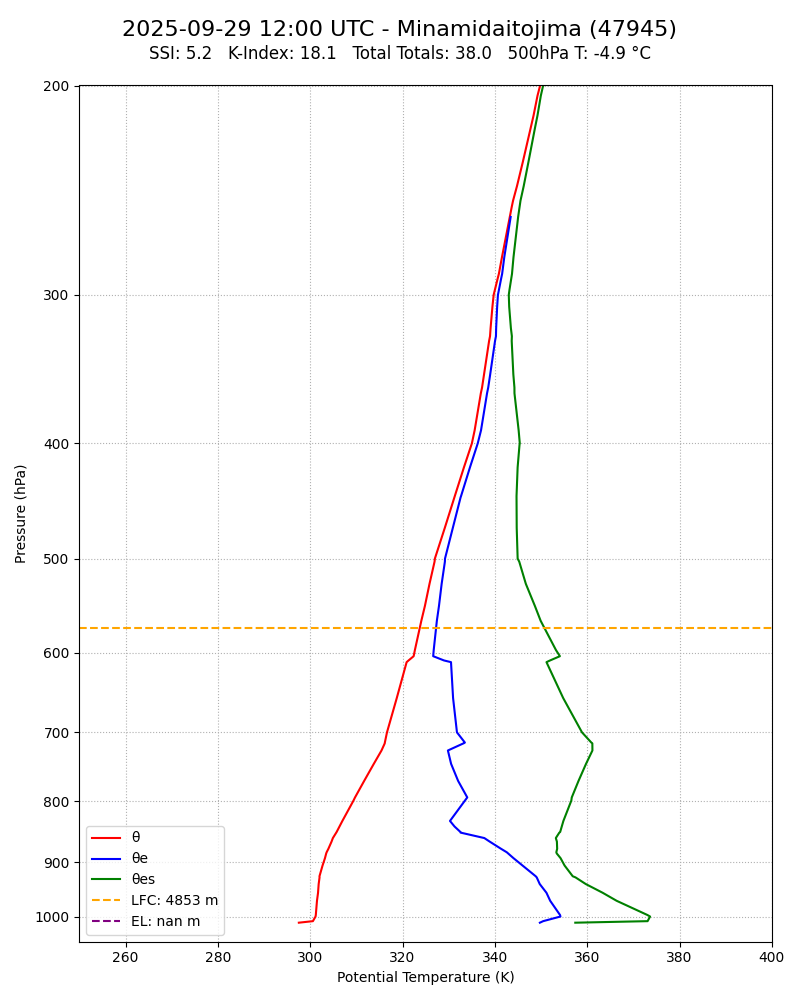 2025-09-29 12:00 UTC - Minamidaitojima (47945)
SSI: 5.2   K-Index: 18.1   Total Totals: 38.0   500hPa T: -4.9 °C
200
300
400
500
600
700
800
900
1000
Pressure (hPa)
θ
θe
θes
LFC: 4853 m
EL: nan m
260 280 300 320 340 360 380 400
Potential Temperature (K)